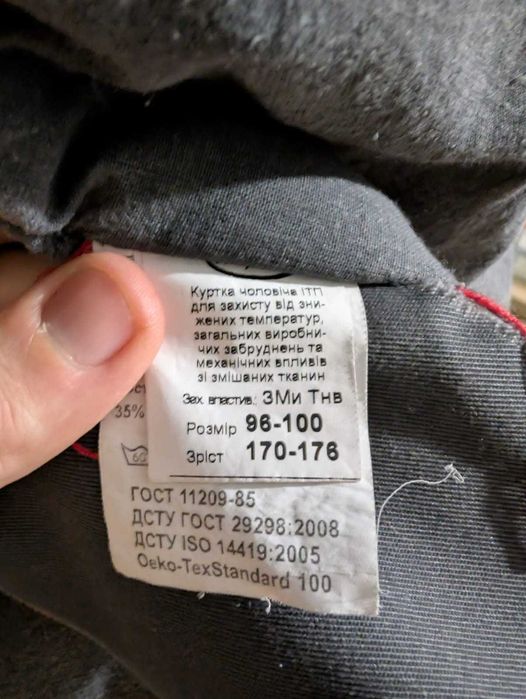 Куртка чоловіча ІТП
для захисту від зни-
жених температур,
загальних виробни-
чих забруднень та
механічних впливів
зі змішаних тканин
Зах. властив.: ЗМи Тнв
Розмір 96-100
Зріст 170-176
35%
60
ГОСТ 11209-85
ДСТУ ГОСТ 29298:2008
ДСТУ ISO 14419:2005
Oeko-TexStandard 100